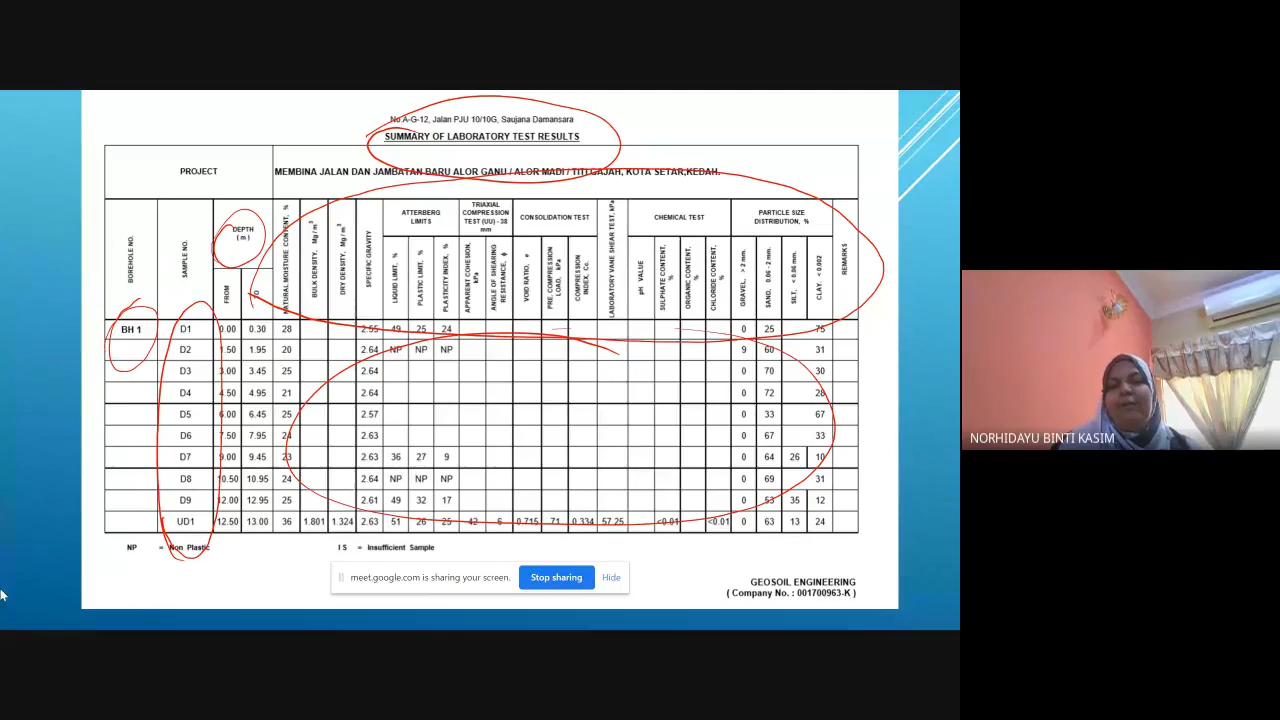 No.A-G-12, Jalan PJU 10/10G, Saujana Damansara
SUMMARY OF LABORATORY TEST RESULTS
PROJECT MEMBINA JALAN DAN JAMBATAN BARU ALOR GANU / ALOR MADI / TITI GAJAH, KOTA SETAR,KEDAH.
BOREHOLE NO.
SAMPLE NO.
DEPTH
( m )
FROM
TO
NATURAL MOISTURE CONTENT, %
BULK DENSITY, Mg / m³
DRY DENSITY, Mg / m³
SPECIFIC GRAVITY
ATTERBERG
LIMITS
LIQUID LIMIT, %
PLASTIC LIMIT, %
PLASTICITY INDEX, %
TRIAXIAL
COMPRESSION
TEST (UU) - 38
mm
APPARENT COHESION,
kPa
ANGLE OF SHEARING
RESISTANCE, ϕ
CONSOLIDATION TEST
VOID RATIO, e
PRE. COMPRESSION
LOAD, kPa
COMPRESSION
INDEX, Cc.
LABORATORY VANE SHEAR TEST, kPa
CHEMICAL TEST
pH VALUE
SULPHATE CONTENT,
%
ORGANIC CONTENT,
%
CHLORIDE CONTENT,
%
PARTICLE SIZE
DISTRIBUTION, %
GRAVEL, > 2 mm.
SAND, 0.06 - 2 mm.
SILT, < 0.06 mm.
CLAY, < 0.002
REMARKS
BH 1 D1 0.00 0.30 28 2.55 49 25 24 0 25 75
D2 1.50 1.95 20 2.64 NP NP NP 9 60 31
D3 3.00 3.45 25 2.64 0 70 30
D4 4.50 4.95 21 2.64 0 72 28
D5 6.00 6.45 25 2.57 0 33 67
D6 7.50 7.95 24 2.63 0 67 33
D7 9.00 9.45 23 2.63 36 27 9 0 64 26 10
D8 10.50 10.95 24 2.64 NP NP NP 0 69 31
D9 12.00 12.95 25 2.61 49 32 17 0 53 35 12
UD1 12.50 13.00 36 1.801 1.324 2.63 51 26 25 42 6 0.715 71 0.334 57.25 <0.01 <0.01 0 63 13 24
NP = Non Plastic I S = Insufficient Sample
meet.google.com is sharing your screen. Stop sharing Hide
GEOSOIL ENGINEERING
( Company No. : 001700963-K )
NORHIDAYU BINTI KASIM